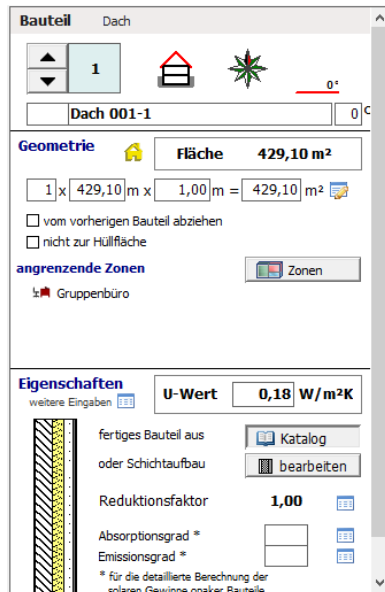 Bauteil Dach
1
0°
Dach 001-1 0
Geometrie Fläche 429,10 m²
1 x 429,10 m x 1,00 m = 429,10 m²
vom vorherigen Bauteil abziehen
nicht zur Hüllfläche
angrenzende Zonen Zonen
Gruppenbüro
Eigenschaften U-Wert 0,18 W/m²K
weitere Eingaben
fertiges Bauteil aus Katalog
oder Schichtaufbau bearbeiten
Reduktionsfaktor 1,00
Absorptionsgrad *
Emissionsgrad *
* für die detaillierte Berechnung der
solaren Gewinne opaker Bauteile